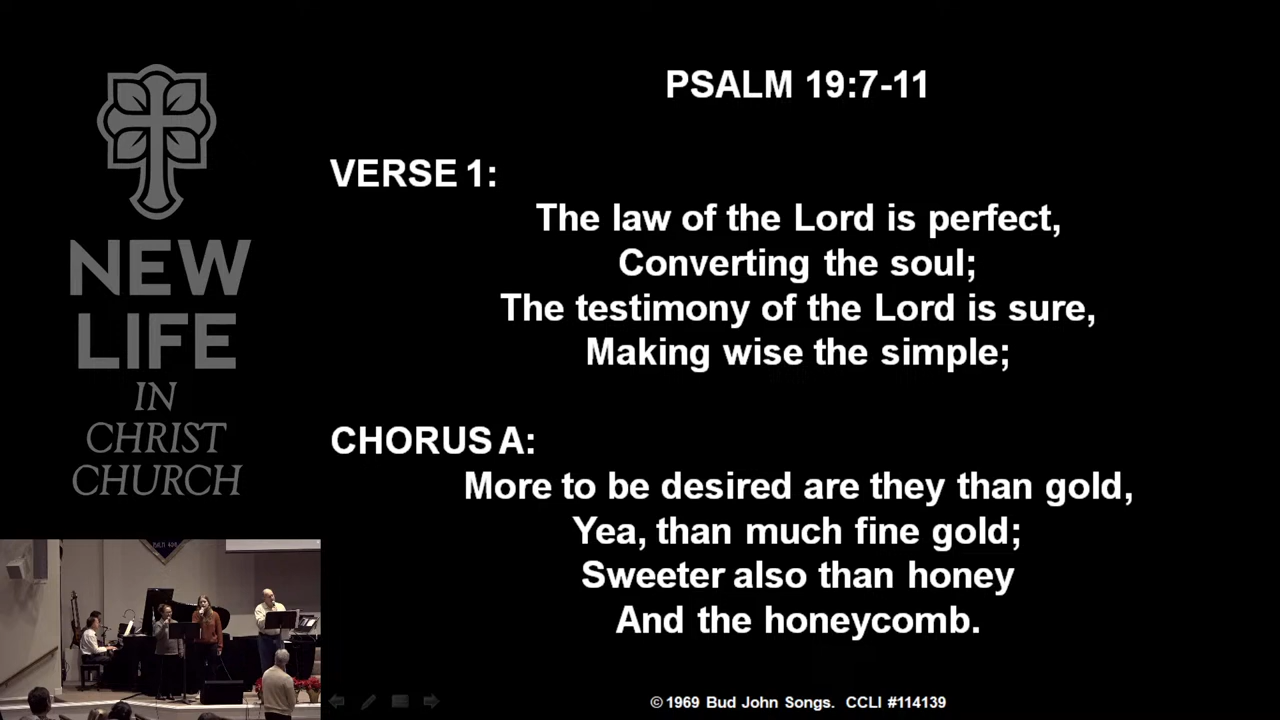 NEW
LIFE
IN
CHRIST
CHURCH
PSALM 19:7-11
VERSE 1:
The law of the Lord is perfect,
Converting the soul;
The testimony of the Lord is sure,
Making wise the simple;
CHORUS A:
More to be desired are they than gold,
Yea, than much fine gold;
Sweeter also than honey
And the honeycomb.
© 1969 Bud John Songs. CCLI #114139